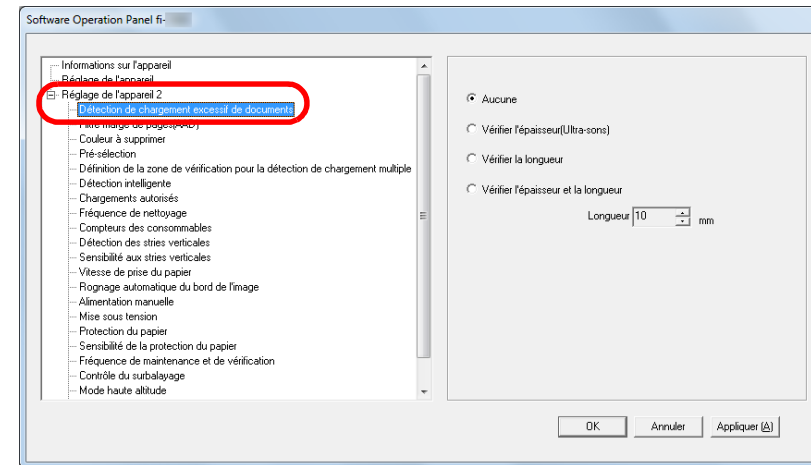 Software Operation Panel fi-
Informations sur l'appareil
Réglage de l'appareil
Réglage de l'appareil 2
Détection de chargement excessif de documents
Filtre marge de pages(AAD)
Couleur à supprimer
Pré-sélection
Définition de la zone de vérification pour la détection de chargement multiple
Détection intelligente
Chargements autorisés
Fréquence de nettoyage
Compteurs des consommables
Détection des stries verticales
Sensibilité aux stries verticales
Vitesse de prise du papier
Rognage automatique du bord de l'image
Alimentation manuelle
Mise sous tension
Protection du papier
Sensibilité de la protection du papier
Fréquence de maintenance et de vérification
Contrôle du surbalayage
Mode haute altitude
Aucune
Vérifier l'épaisseur(Ultra-sons)
Vérifier la longueur
Vérifier l'épaisseur et la longueur
Longueur 10 mm
OK Annuler Appliquer (A)